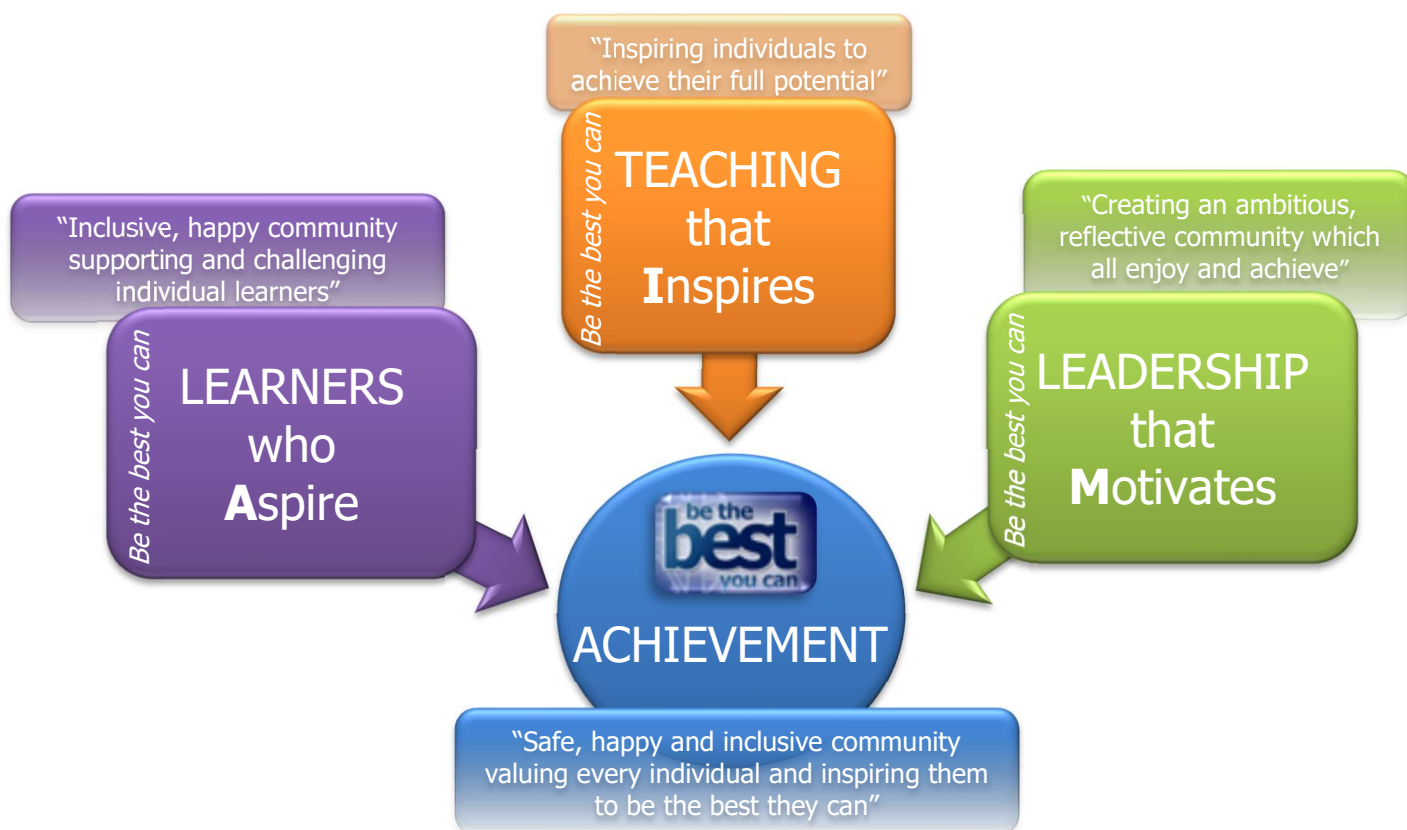 “Inspiring individuals to
achieve their full potential”
Be the best you can
TEACHING
that
Inspires
“Inclusive, happy community
supporting and challenging
individual learners”
Be the best you can
LEARNERS
who
Aspire
“Creating an ambitious,
reflective community which
all enjoy and achieve”
Be the best you can
LEADERSHIP
that
Motivates
be the
best
you can
ACHIEVEMENT
“Safe, happy and inclusive community
valuing every individual and inspiring them
to be the best they can”